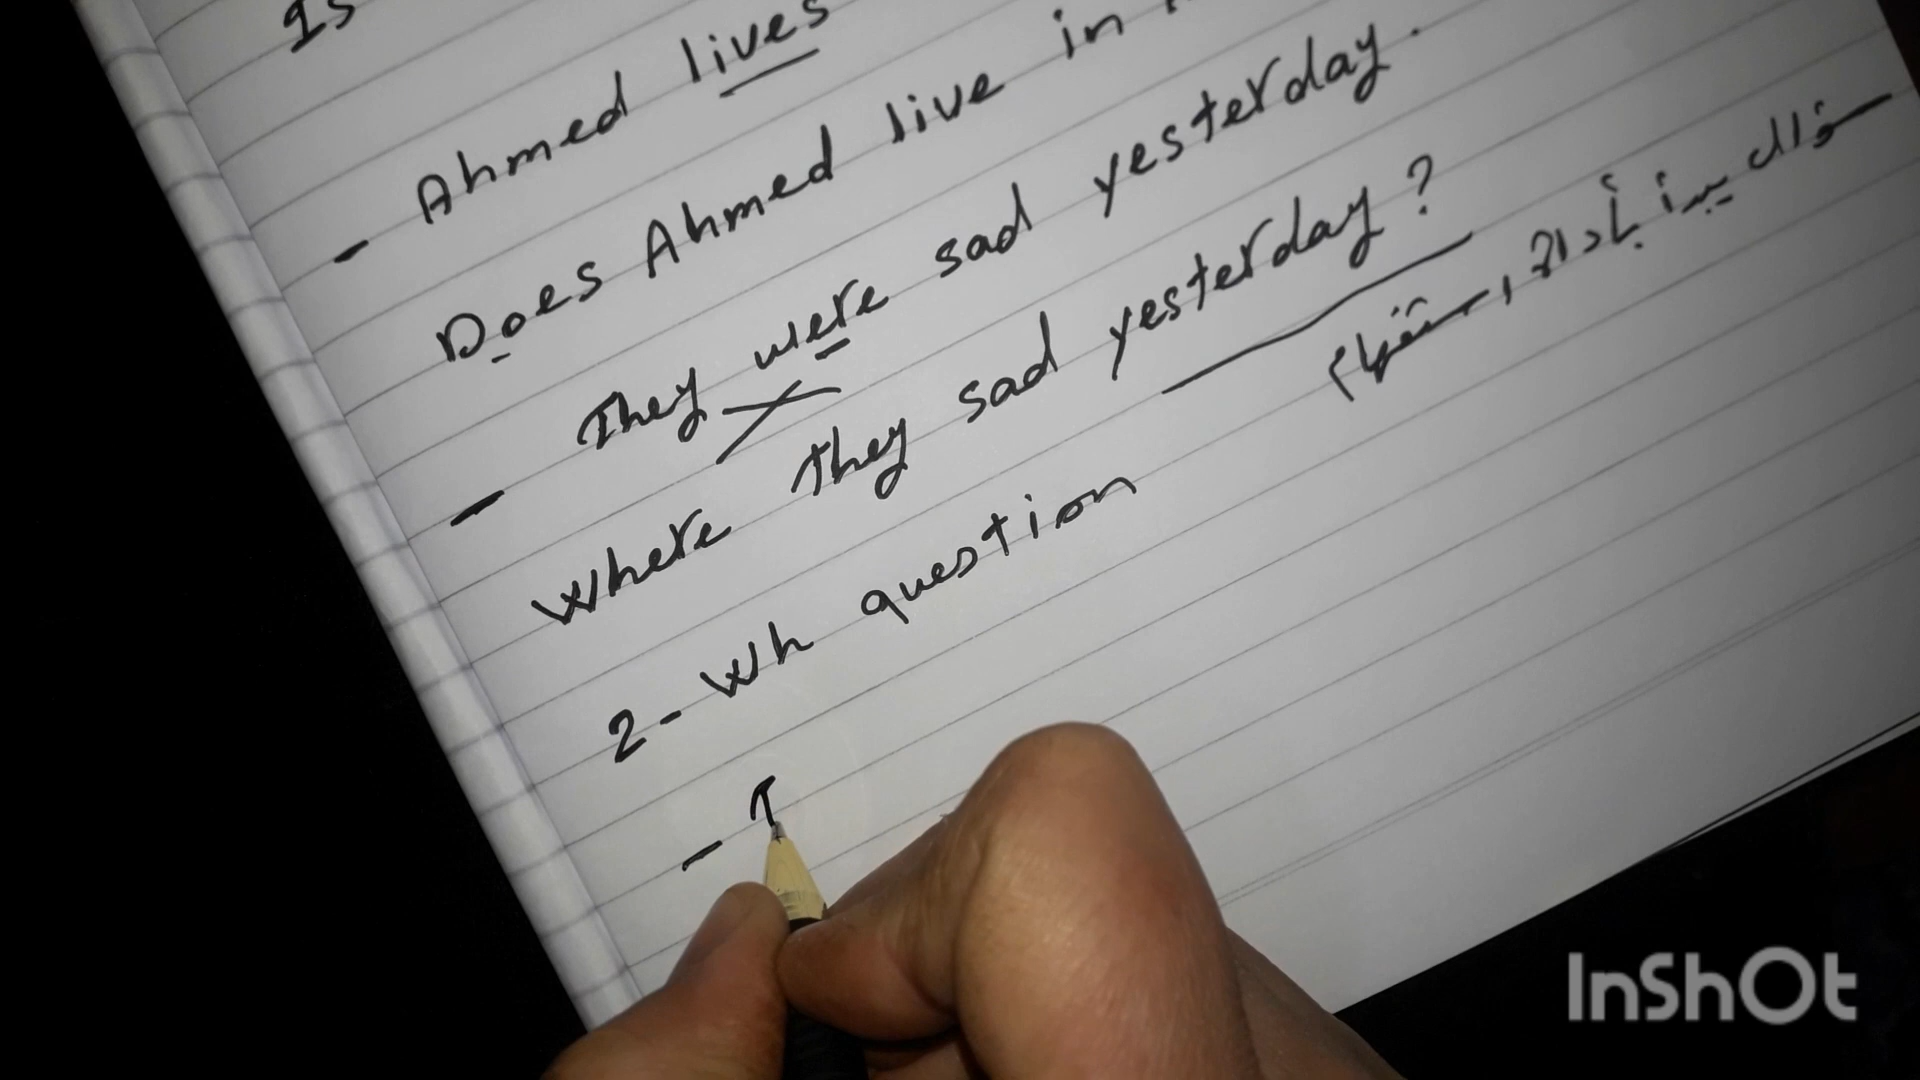 Is
- Ahmed lives
Does Ahmed live in
- They were sad yesterday.
Where they sad yesterday?
سؤال يبدأ بأداة استفهام
2 - Wh question
- T
InShOt